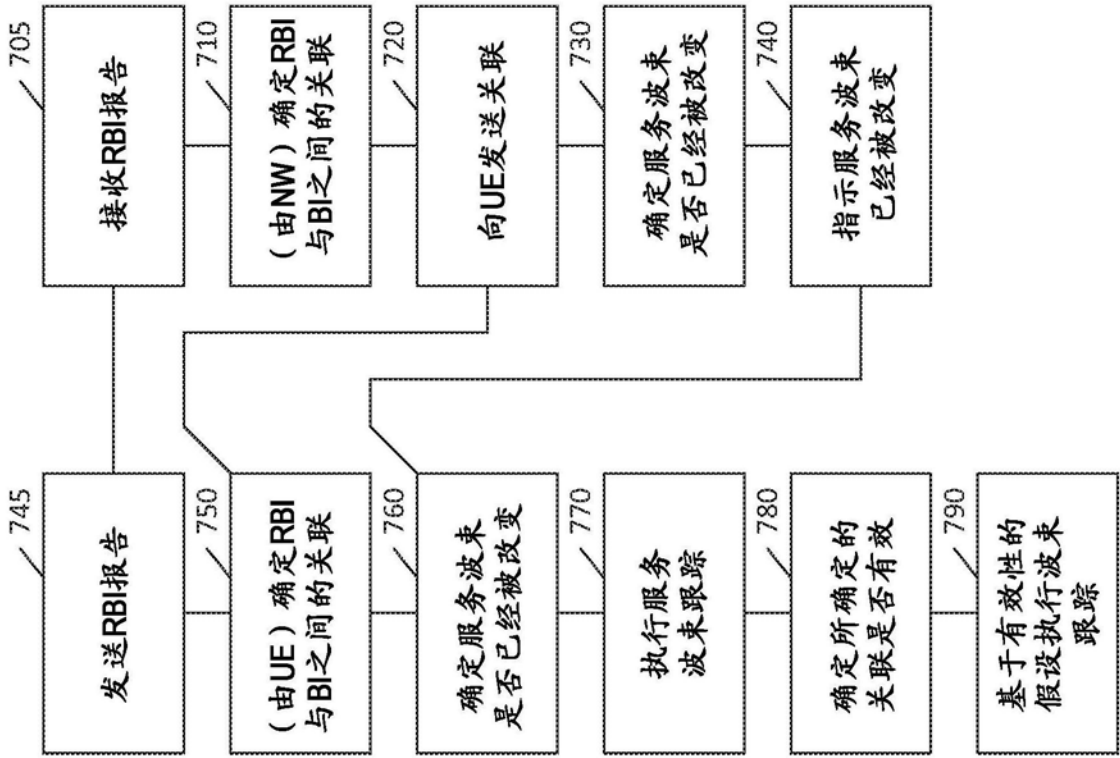 745
发送RBI报告
750
（由UE）确定RBI
与BI之间的关联
760
确定服务波束
是否已经被改变
770
执行服务
波束跟踪
780
确定所确定的
关联是否有效
790
基于有效性的
假设执行波束
跟踪
705
接收RBI报告
710
（由NW）确定RBI
与BI之间的关联
720
向UE发送关联
730
确定服务波束
是否已经被改变
740
指示服务波束
已经被改变